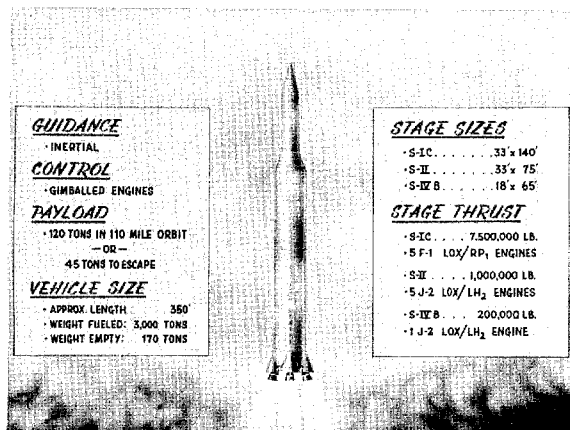 GUIDANCE
· INERTIAL
CONTROL
· GIMBALLED ENGINES
PAYLOAD
· 120 TONS IN 110 MILE ORBIT
— OR —
45 TONS TO ESCAPE
VEHICLE SIZE
· APPROX. LENGTH : 350'
· WEIGHT FUELED: 3,000 TONS
· WEIGHT EMPTY: 170 TONS
STAGE SIZES
· S-IC . . . . . . . 33' x 140'
· S-II . . . . . . . 33' x 75'
· S-IV B . . . . . . 18' x 65'
STAGE THRUST
· S-IC . . . . 7,500,000 LB.
· 5 F-1 LOX/RP₁ ENGINES
· S-II . . . . 1,000,000 LB.
· 5 J-2 LOX/LH₂ ENGINES
· S-IV B . . . . 200,000 LB.
· 1 J-2 LOX/LH₂ ENGINE